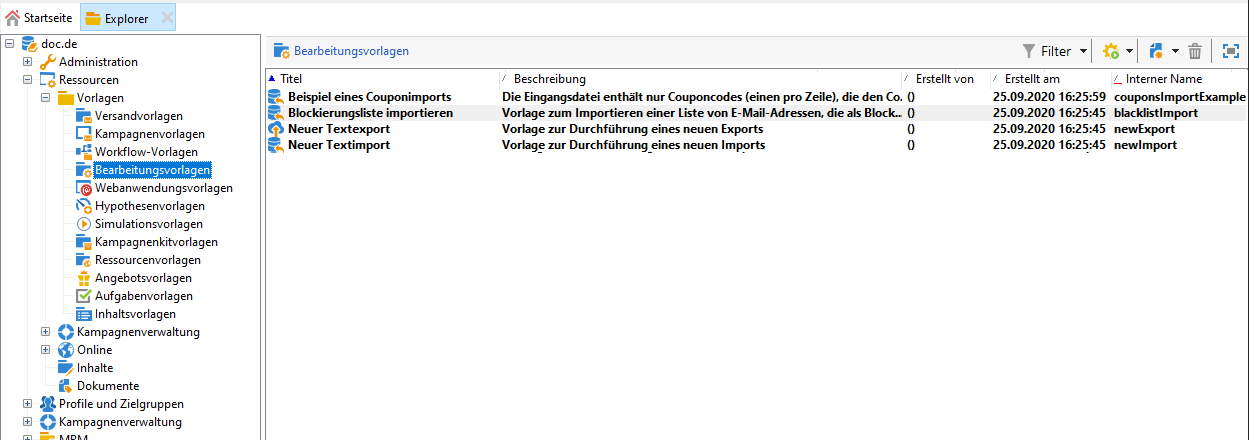 Startseite
Explorer
doc.de
Administration
Ressourcen
Vorlagen
Versandvorlagen
Kampagnenvorlagen
Workflow-Vorlagen
Bearbeitungsvorlagen
Webanwendungsvorlagen
Hypothesenvorlagen
Simulationsvorlagen
Kampagnenkitvorlagen
Ressourcenvorlagen
Angebotsvorlagen
Aufgabenvorlagen
Inhaltsvorlagen
Kampagnenverwaltung
Online
Inhalte
Dokumente
Profile und Zielgruppen
Kampagnenverwaltung
MRM
Bearbeitungsvorlagen
Filter
Titel Beschreibung Erstellt von Erstellt am Interner Name
Beispiel eines Couponimports Die Eingangsdatei enthält nur Couponcodes (einen pro Zeile), die den Co... () 25.09.2020 16:25:59 couponsImportExample
Blockierungsliste importieren Vorlage zum Importieren einer Liste von E-Mail-Adressen, die als Block... () 25.09.2020 16:25:45 blacklistImport
Neuer Textexport Vorlage zur Durchführung eines neuen Exports () 25.09.2020 16:25:45 newExport
Neuer Textimport Vorlage zur Durchführung eines neuen Imports () 25.09.2020 16:25:45 newImport